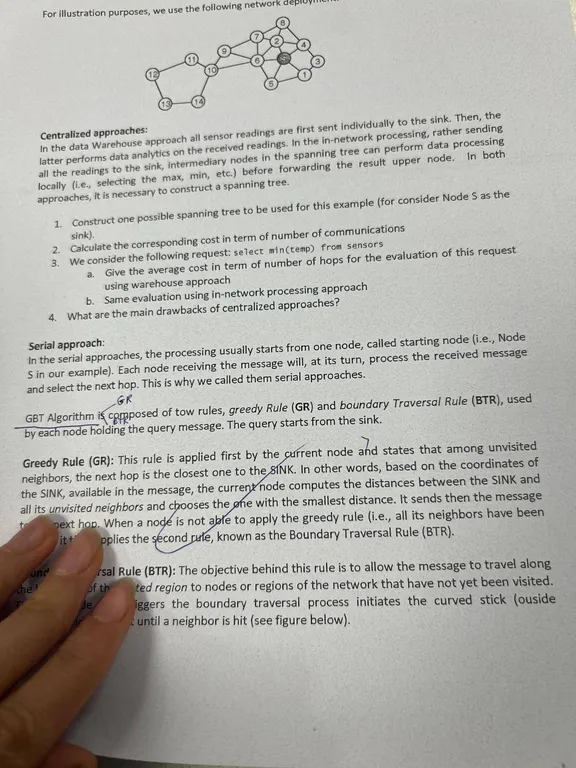 For illustration purposes, we use the following network
8
7
2
4
9
11
6
S
3
10
12
1
5
13
14
Centralized approaches:
In the data Warehouse approach all sensor readings are first sent individually to the sink. Then, the
latter performs data analytics on the received readings. In the in-network processing, rather sending
all the readings to the sink, intermediary nodes in the spanning tree can perform data processing
locally (i.e., selecting the max, min, etc.) before forwarding the result upper node. In both
approaches, it is necessary to construct a spanning tree.
1. Construct one possible spanning tree to be used for this example (for consider Node S as the
sink).
2. Calculate the corresponding cost in term of number of communications
3. We consider the following request: select min(temp) from sensors
a. Give the average cost in term of number of hops for the evaluation of this request
using warehouse approach
b. Same evaluation using in-network processing approach
4. What are the main drawbacks of centralized approaches?
Serial approach:
In the serial approaches, the processing usually starts from one node, called starting node (i.e., Node
S in our example). Each node receiving the message will, at its turn, process the received message
and select the next hop. This is why we called them serial approaches.
GR
GBT Algorithm is composed of tow rules, greedy Rule (GR) and boundary Traversal Rule (BTR), used
BTR
by each node holding the query message. The query starts from the sink.
Greedy Rule (GR): This rule is applied first by the current node and states that among unvisited
neighbors, the next hop is the closest one to the SINK. In other words, based on the coordinates of
the SINK, available in the message, the current node computes the distances between the SINK and
all its unvisited neighbors and chooses the one with the smallest distance. It sends then the message
next hop. When a node is not able to apply the greedy rule (i.e., all its neighbors have been
applies the second rule, known as the Boundary Traversal Rule (BTR).
Rule (BTR): The objective behind this rule is to allow the message to travel along
of region to nodes or regions of the network that have not yet been visited.
the boundary traversal process initiates the curved stick (ouside
until a neighbor is hit (see figure below).